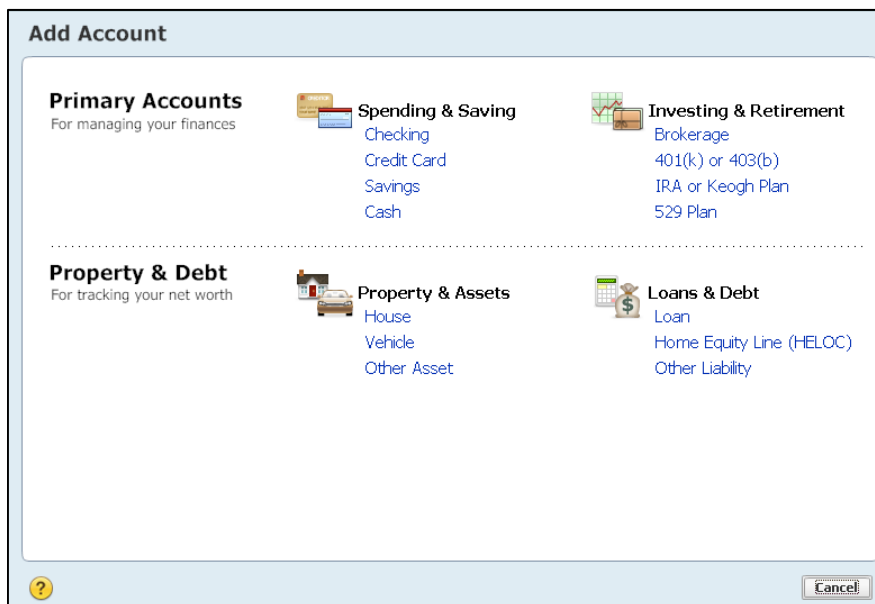 Add Account
Primary Accounts
For managing your finances
Spending & Saving
Checking
Credit Card
Savings
Cash
Investing & Retirement
Brokerage
401(k) or 403(b)
IRA or Keogh Plan
529 Plan
Property & Debt
For tracking your net worth
Property & Assets
House
Vehicle
Other Asset
Loans & Debt
Loan
Home Equity Line (HELOC)
Other Liability
$
?
Cancel